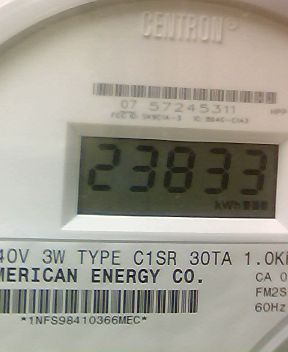 CENTRON®
07 57245311
23833
kWh
40V 3W TYPE C1SR 30TA 1.0K
MERICAN ENERGY CO.
CA 0
FM2S
60Hz
*1NFS98410366MEC*